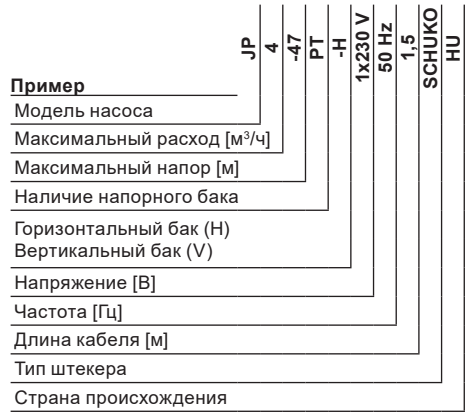 Пример
JP
4
-47
PT
-H
1x230 V
50 Hz
1,5
SCHUKO
HU
Модель насоса
Максимальный расход [м³/ч]
Максимальный напор [м]
Наличие напорного бака
Горизонтальный бак (H)
Вертикальный бак (V)
Напряжение [В]
Частота [Гц]
Длина кабеля [м]
Тип штекера
Страна происхождения